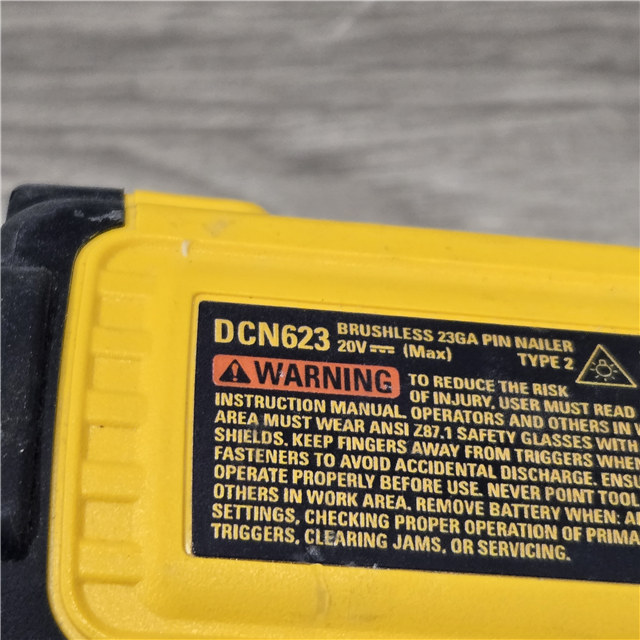 DCN623 BRUSHLESS 23GA PIN NAILER
20V (Max) TYPE 2
WARNING TO REDUCE THE RISK
OF INJURY, USER MUST READ
INSTRUCTION MANUAL. OPERATORS AND OTHERS IN
AREA MUST WEAR ANSI Z87.1 SAFETY GLASSES WITH
SHIELDS. KEEP FINGERS AWAY FROM TRIGGERS WHE
FASTENERS TO AVOID ACCIDENTAL DISCHARGE. ENSU
OPERATE PROPERLY BEFORE USE. NEVER POINT TOOL
OTHERS IN WORK AREA. REMOVE BATTERY WHEN: A
SETTINGS, CHECKING PROPER OPERATION OF PRIMA
TRIGGERS, CLEARING JAMS, OR SERVICING.